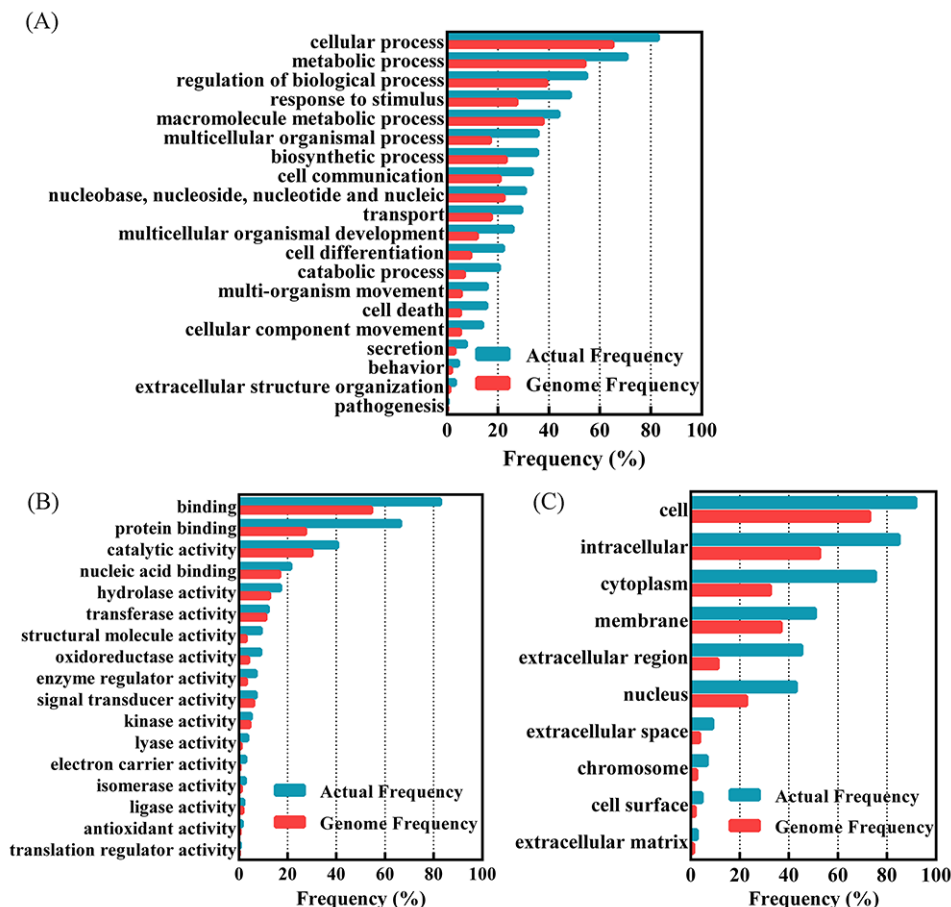 (A)
cellular process
metabolic process
regulation of biological process
response to stimulus
macromolecule metabolic process
multicellular organismal process
biosynthetic process
cell communication
nucleobase, nucleoside, nucleotide and nucleic
transport
multicellular organismal development
cell differentiation
catabolic process
multi-organism movement
cell death
cellular component movement
secretion
behavior
extracellular structure organization
pathogenesis
Actual Frequency
Genome Frequency
0 20 40 60 80 100
Frequency (%)
(B)
binding
protein binding
catalytic activity
nucleic acid binding
hydrolase activity
transferase activity
structural molecule activity
oxidoreductase activity
enzyme regulator activity
signal transducer activity
kinase activity
lyase activity
electron carrier activity
isomerase activity
ligase activity
antioxidant activity
translation regulator activity
Actual Frequency
Genome Frequency
0 20 40 60 80 100
Frequency (%)
(C)
cell
intracellular
cytoplasm
membrane
extracellular region
nucleus
extracellular space
chromosome
cell surface
extracellular matrix
Actual Frequency
Genome Frequency
0 20 40 60 80 100
Frequency (%)